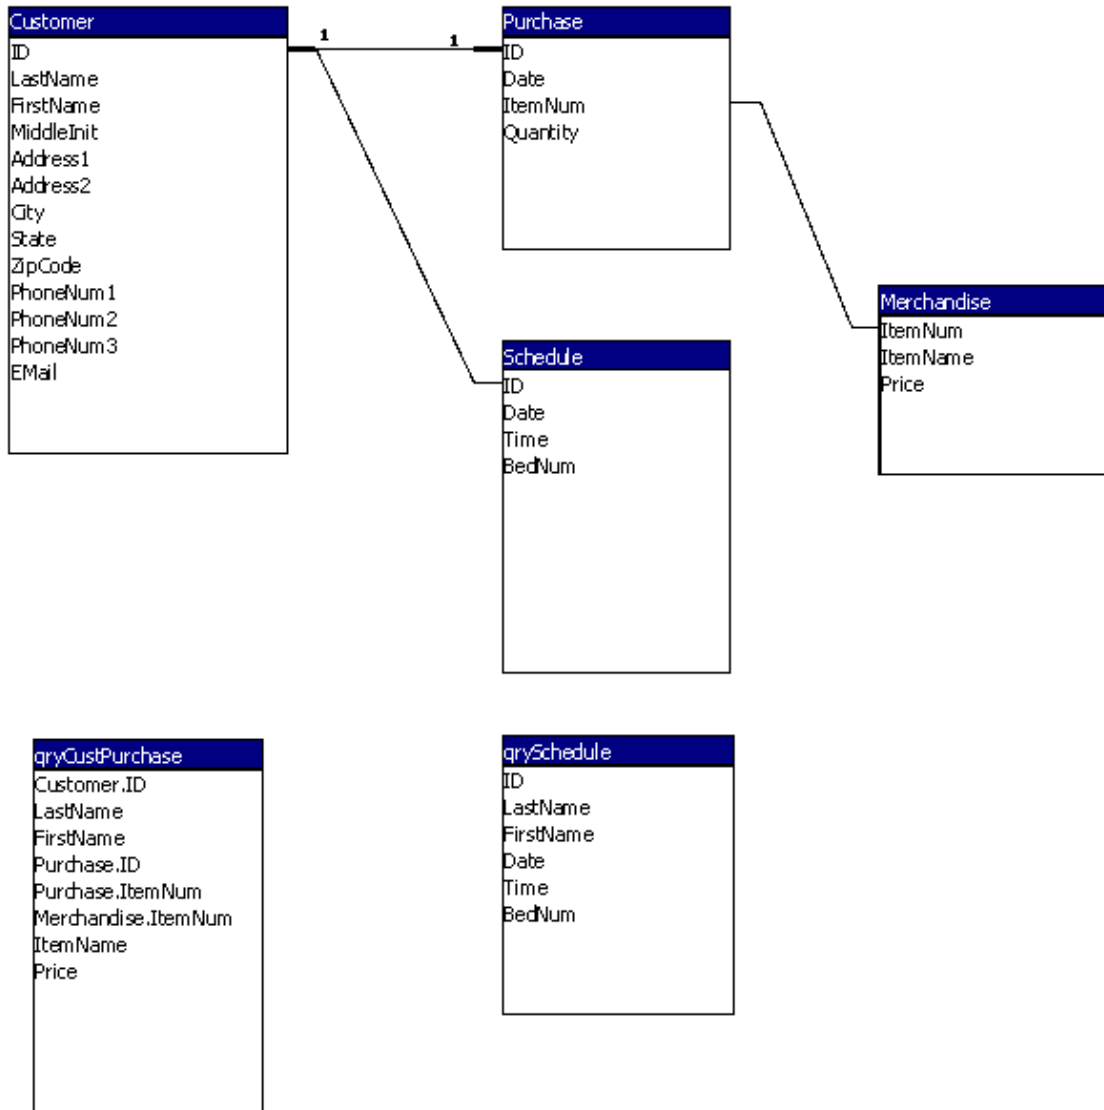 Customer
ID
LastName
FirstName
MiddleInit
Address1
Address2
City
State
ZipCode
PhoneNum1
PhoneNum2
PhoneNum3
EMail
1
1
Purchase
ID
Date
ItemNum
Quantity
Merchandise
ItemNum
ItemName
Price
Schedule
ID
Date
Time
BedNum
qryCustPurchase
Customer.ID
LastName
FirstName
Purchase.ID
Purchase.ItemNum
Merchandise.ItemNum
ItemName
Price
qrySchedule
ID
LastName
FirstName
Date
Time
BedNum